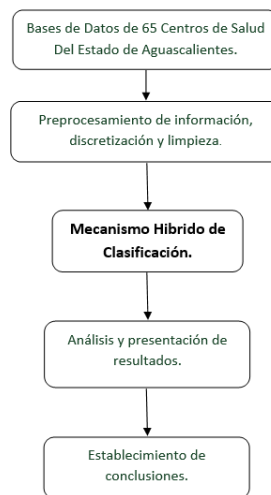 Bases de Datos de 65 Centros de Salud
Del Estado de Aguascalientes.
Preprocesamiento de información,
discretización y limpieza.
Mecanismo Hibrido de
Clasificación.
Análisis y presentación de
resultados.
Establecimiento de
conclusiones.